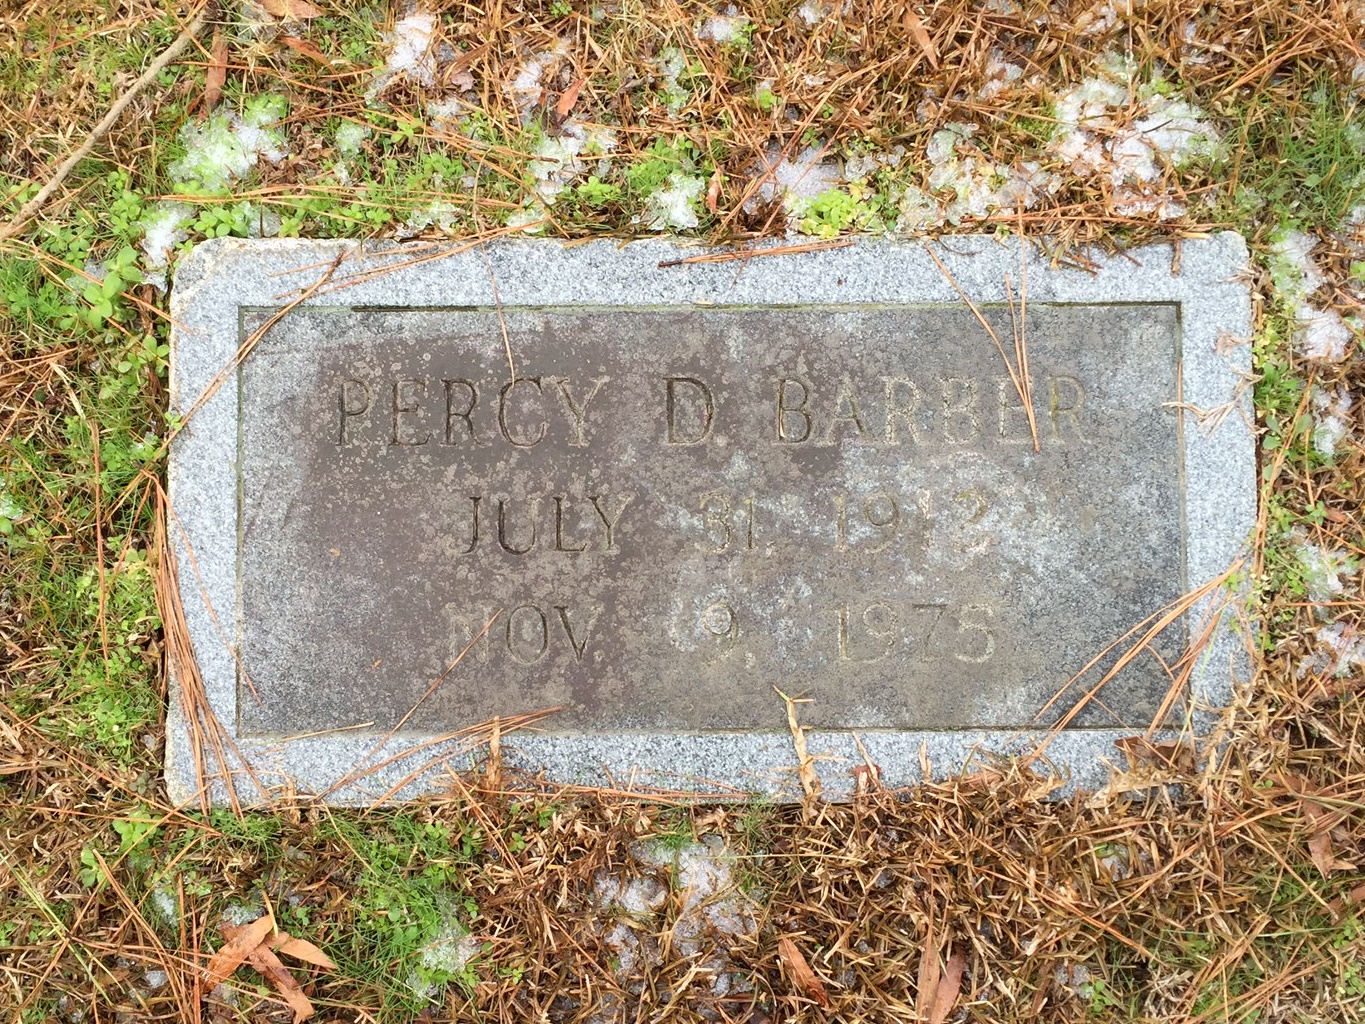 PERCY D. BARBER
JULY 31, 1912
NOV 9, 1975